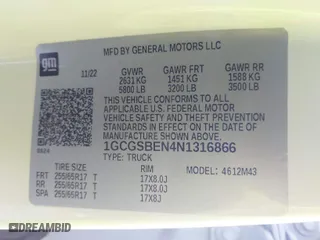 gm
MFD BY GENERAL MOTORS LLC
11/22 GVWR GAWR FRT GAWR RR
2631 KG 1451 KG 1588 KG
5800 LB 3200 LB 3500 LB
THIS VEHICLE CONFORMS TO ALL APPLICABLE
U.S. FEDERAL MOTOR VEHICLE SAFETY AND
THEFT PREVENTION STANDARDS IN EFFECT ON
THE DATE OF MANUFACTURE SHOWN ABOVE.
1GCGSBEN4N1316866
TYPE: TRUCK
MODEL: 4612M43
TIRE SIZE RIM
FRT 255/65R17 T 17X8.0J
RR 255/65R17 T 17X8.0J
SPA 255/65R17 T 17X8J
DREAMBID.COM